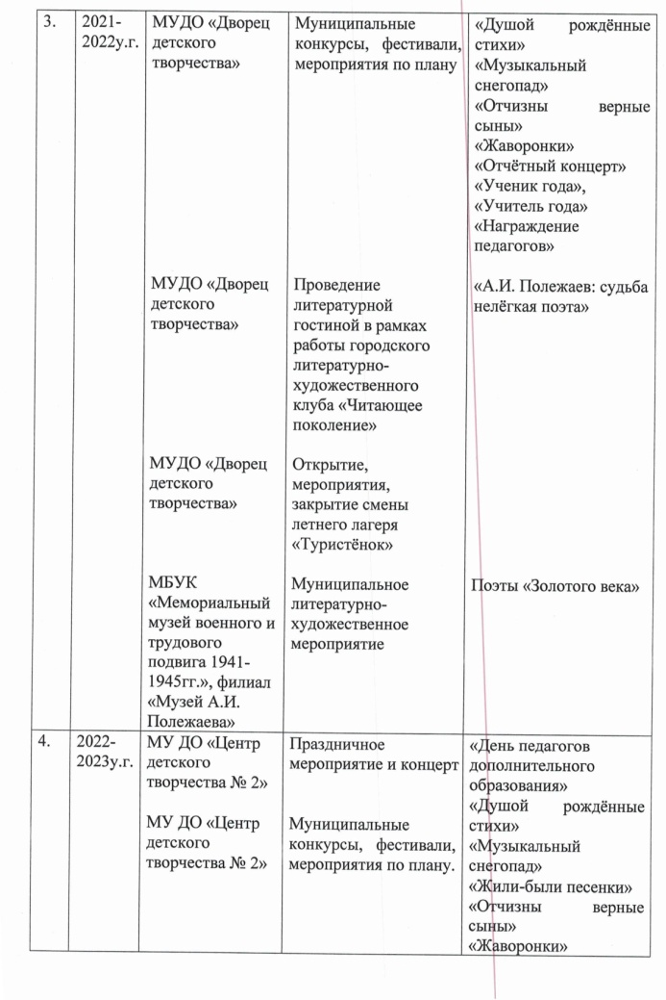 3.
2021-
2022у.г.
МУДО «Дворец
детского
творчества»
Муниципальные
конкурсы, фестивали,
мероприятия по плану
«Душой рождённые
стихи»
«Музыкальный
снегопад»
«Отчизны верные
сыны»
«Жаворонки»
«Отчётный концерт»
«Ученик года»,
«Учитель года»
«Награждение
педагогов»
МУДО «Дворец
детского
творчества»
Проведение
литературной
гостиной в рамках
работы городского
литературно-
художественного
клуба «Читающее
поколение»
«А.И. Полежаев: судьба
нелёгкая поэта»
МУДО «Дворец
детского
творчества»
Открытие,
мероприятия,
закрытие смены
летнего лагеря
«Туристёнок»
МБУК
«Мемориальный
музей военного и
трудового
подвига 1941-
1945гг.», филиал
«Музей А.И.
Полежаева»
Муниципальное
литературно-
художественное
мероприятие
Поэты «Золотого века»
4.
2022-
2023у.г.
МУ ДО «Центр
детского
творчества № 2»
Праздничное
мероприятие и концерт
«День педагогов
дополнительного
образования»
МУ ДО «Центр
детского
творчества № 2»
Муниципальные
конкурсы, фестивали,
мероприятия по плану.
«Душой рождённые
стихи»
«Музыкальный
снегопад»
«Жили-были песенки»
«Отчизны верные
сыны»
«Жаворонки»